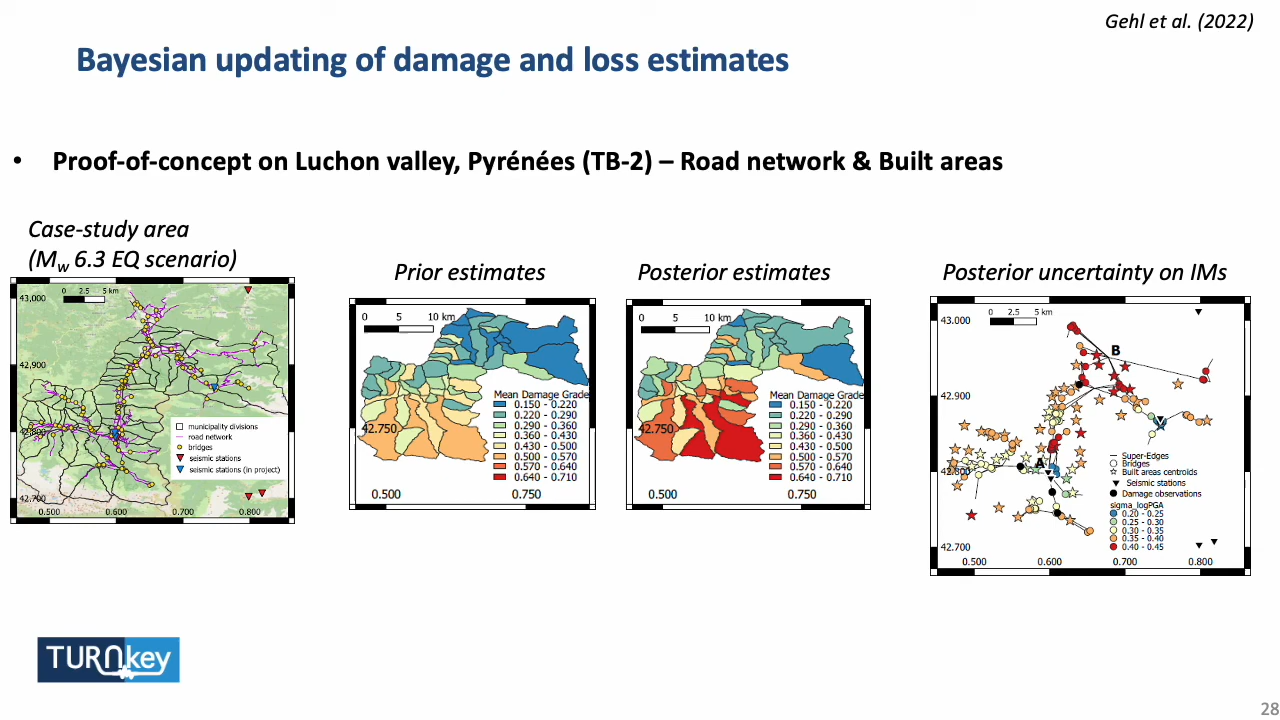 Gehl et al. (2022)
Bayesian updating of damage and loss estimates
• Proof-of-concept on Luchon valley, Pyrénées (TB-2) – Road network & Built areas
Case-study area
(Mw 6.3 EQ scenario)
Prior estimates
Posterior estimates
Posterior uncertainty on IMs
0 2.5 5 km
43,000
42,900
42,800
42.700
0.500 0.600 0.700 0.800
municipality divisions
road network
bridges
seismic stations
seismic stations (in project)
0 5 10 km
42.750
Mean Damage Grade
0.150 - 0.220
0.220 - 0.290
0.290 - 0.360
0.360 - 0.430
0.430 - 0.500
0.500 - 0.570
0.570 - 0.640
0.640 - 0.710
0.500 0.750
0 5 10 km
42.750
Mean Damage Grade
0.150 - 0.220
0.220 - 0.290
0.290 - 0.360
0.360 - 0.430
0.430 - 0.500
0.500 - 0.570
0.570 - 0.640
0.640 - 0.710
0.500 0.750
0 2.5 5 km
43.000
B
42.900
A
42.800
42.700
Super-Edges
Bridges
Built areas centroids
Seismic stations
Damage observations
sigma_logPGA
0.20 - 0.25
0.25 - 0.30
0.30 - 0.35
0.35 - 0.40
0.40 - 0.45
0.500 0.600 0.700 0.800
TURNkey
28